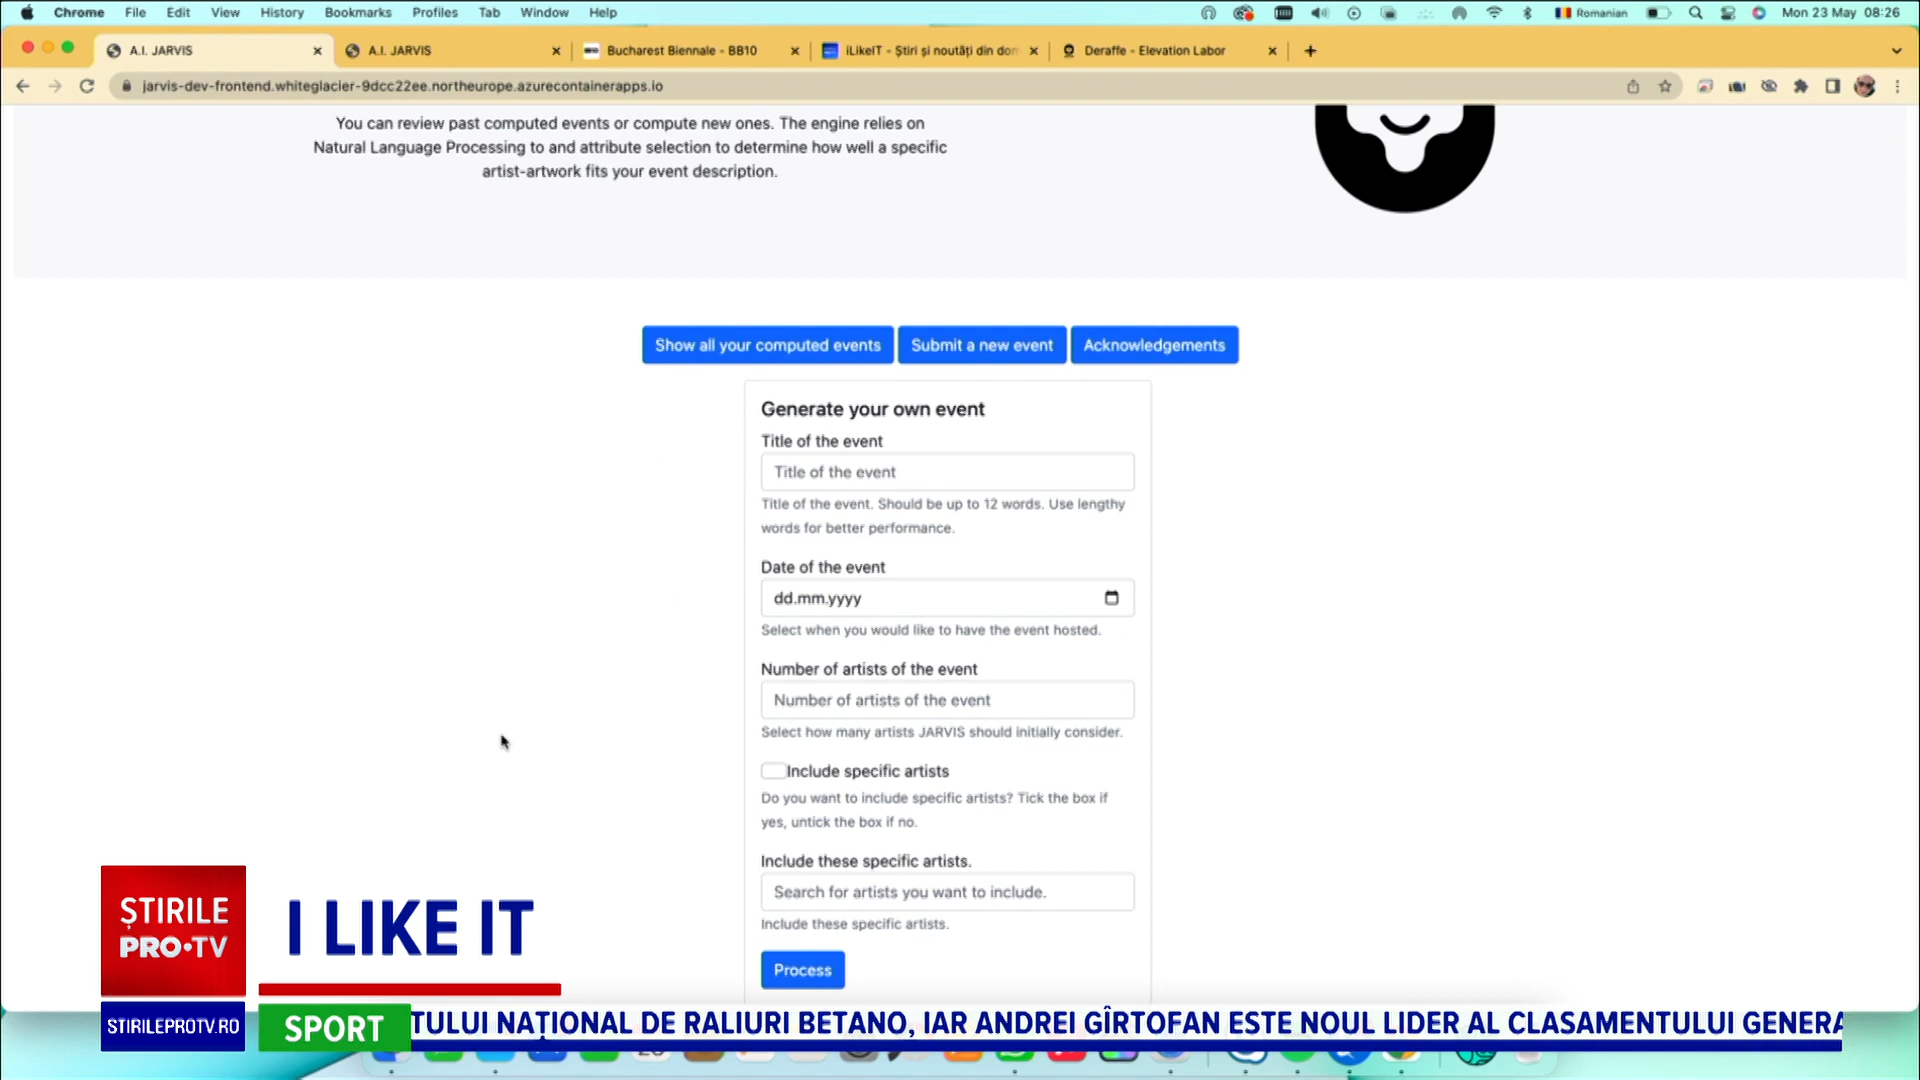 Chrome File Edit View History Bookmarks Profiles Tab Window Help Romanian Mon 23 May 08:26
A.I. JARVIS A.I. JARVIS Bucharest Biennale - BB10 iLikeIT - Știri și noutăți din dom Deraffe - Elevation Labor
jarvis-dev-frontend.whiteglacier-9dcc22ee.northeurope.azurecontainerapps.io
You can review past computed events or compute new ones. The engine relies on
Natural Language Processing to and attribute selection to determine how well a specific
artist-artwork fits your event description.
Show all your computed events Submit a new event Acknowledgements
Generate your own event
Title of the event
Title of the event
Title of the event. Should be up to 12 words. Use lengthy
words for better performance.
Date of the event
dd.mm.yyyy
Select when you would like to have the event hosted.
Number of artists of the event
Number of artists of the event
Select how many artists JARVIS should initially consider.
Include specific artists
Do you want to include specific artists? Tick the box if
yes, untick the box if no.
Include these specific artists.
Search for artists you want to include.
Include these specific artists.
Process
ȘTIRILE
PRO•TV
I LIKE IT
STIRILEPROTV.RO
SPORT
TULUI NAȚIONAL DE RALIURI BETANO, IAR ANDREI GÎRTOFAN ESTE NOUL LIDER AL CLASAMENTULUI GENERA